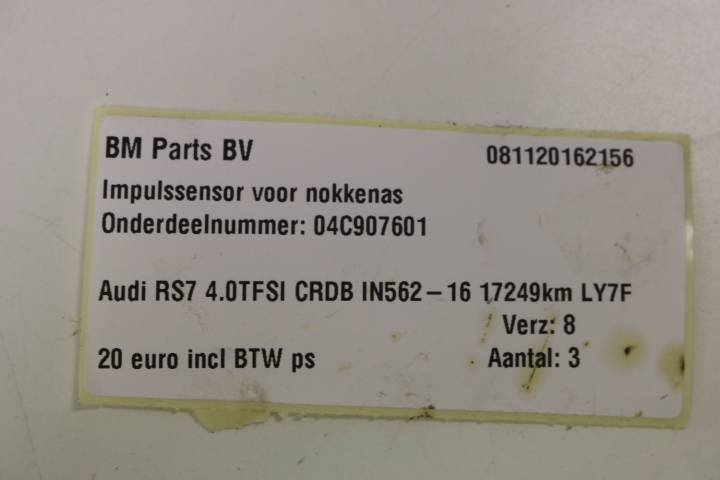 BM Parts BV 081120162156
Impulssensor voor nokkenas
Onderdeelnummer: 04C907601
Audi RS7 4.0TFSI CRDB IN562-16 17249km LY7F
Verz: 8
20 euro incl BTW ps Aantal: 3